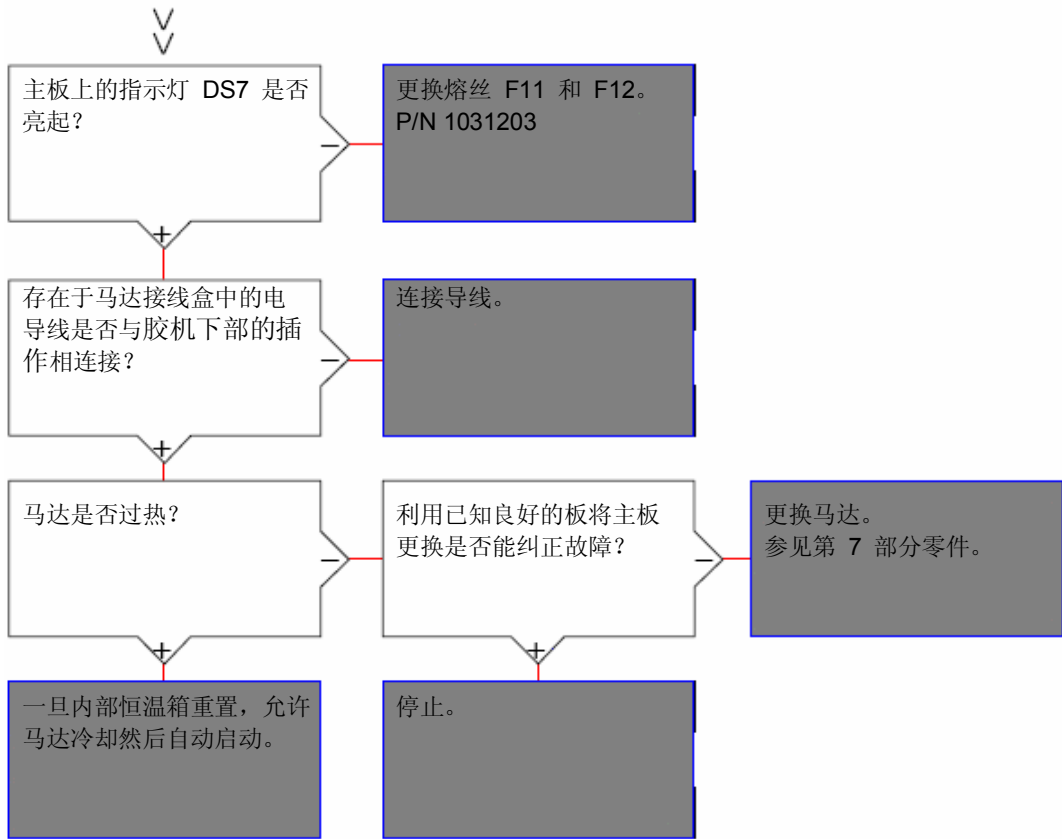 主板上的指示灯 DS7 是否
亮起？
更换熔丝 F11 和 F12。
P/N 1031203
−
+
存在于马达接线盒中的电
导线是否与胶机下部的插
作相连接？
连接导线。
−
+
马达是否过热？
利用已知良好的板将主板
更换是否能纠正故障？
更换马达。
参见第 7 部分零件。
−
−
+
+
一旦内部恒温箱重置，允许
马达冷却然后自动启动。
停止。